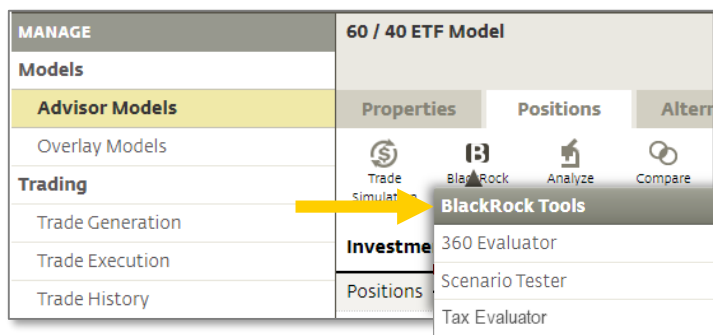 MANAGE
Models
Advisor Models
Overlay Models
Trading
Trade Generation
Trade Execution
Trade History
60 / 40 ETF Model
Properties Positions
Trade BlackRock Analyze Compare
Simulation
BlackRock Tools
360 Evaluator
Scenario Tester
Tax Evaluator
Positions